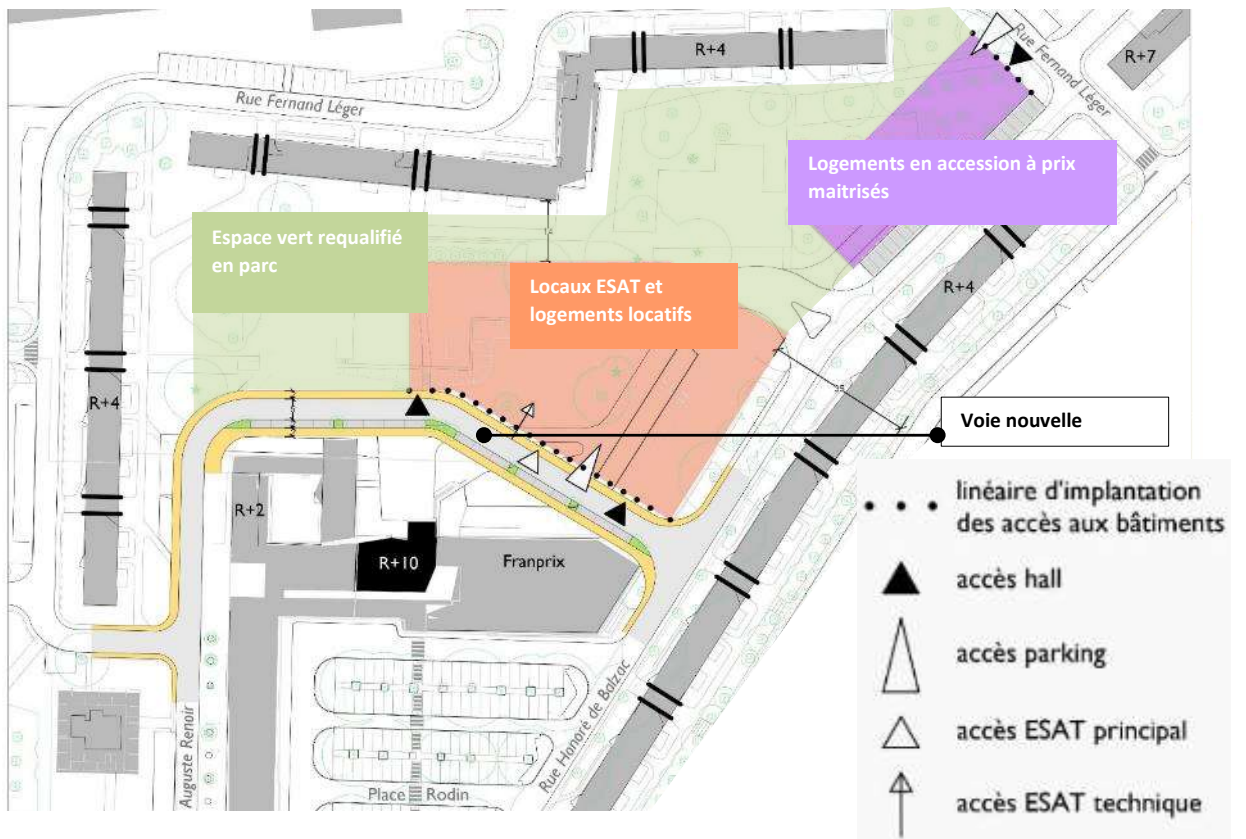 R+4
Rue Fernand Léger
R+7
Rue Fernand Léger
Logements en accession à prix
maitrisés
Espace vert requalifié
en parc
Locaux ESAT et
logements locatifs
R+4
R+4
35
Voie nouvelle
R+2
R+10
Franprix
linéaire d'implantation
des accès aux bâtiments
accès hall
accès parking
accès ESAT principal
accès ESAT technique
Auguste Renoir
Rue Honoré de Balzac
Place Rodin